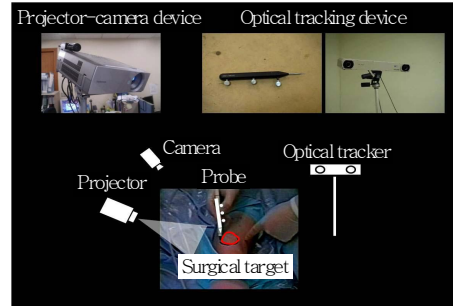 Projector-camera device
Optical tracking device
Camera
Optical tracker
Projector
Probe
Surgical target